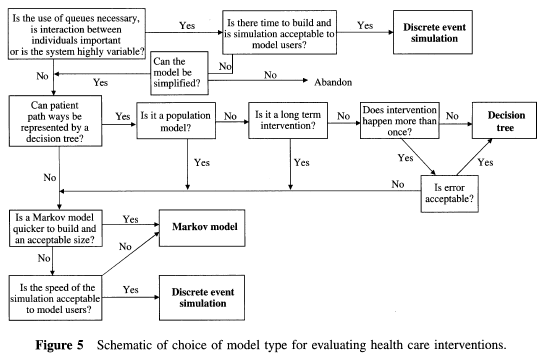 Is the use of queues necessary,
is interaction between
individuals important
or is the system highly variable?
Yes
Is there time to build and
is simulation acceptable to
model users?
Yes
Discrete event
simulation
No
Yes
Can the
model be
simplified?
No
No
Abandon
Can patient
path ways be
represented by a
decision tree?
Yes
Is it a population
model?
No
Is it a long term
intervention?
No
Does intervention
happen more than
once?
No
Decision
tree
No
Yes
Yes
Yes
Yes
No
Is error
acceptable?
Is a Markov model
quicker to build and
an acceptable size?
Yes
Markov model
No
No
Is the speed of the
simulation acceptable
to model users?
Yes
Discrete event
simulation
Figure 5 Schematic of choice of model type for evaluating health care interventions.